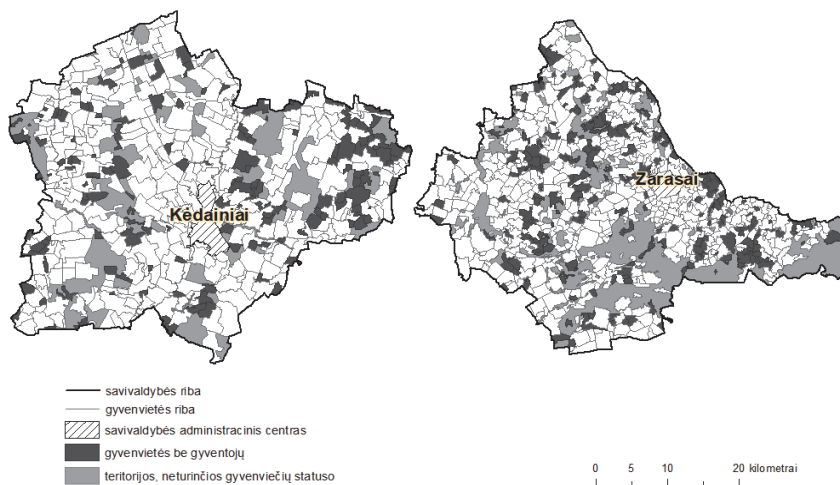 Kėdainiai
Zarasai
savivaldybės riba
gyvenvietės riba
savivaldybės administracinis centras
gyvenvietės be gyventojų
teritorijos, neturinčios gyvenviečių statuso
0 5 10 20 kilometrai